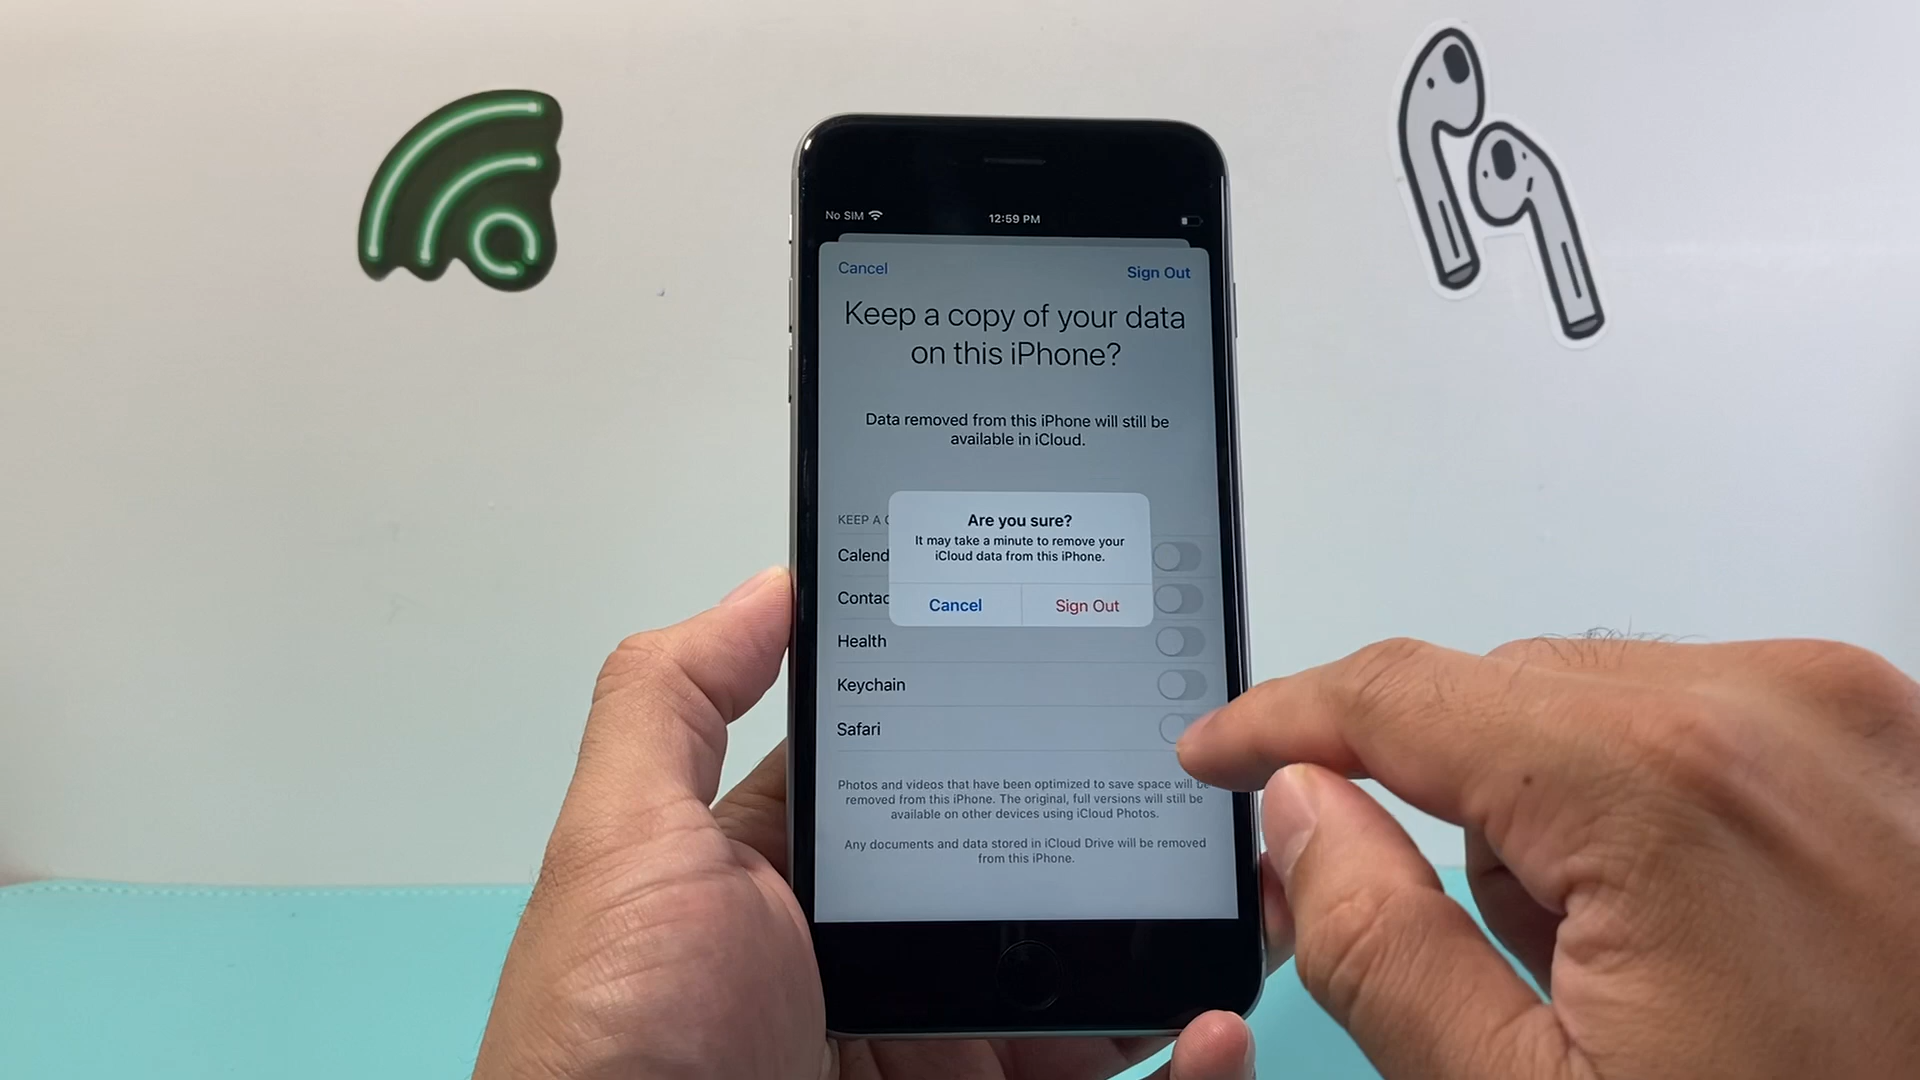 No SIM
12:59 PM
Cancel
Sign Out
Keep a copy of your data
on this iPhone?
Data removed from this iPhone will still be
available in iCloud.
KEEP A
Are you sure?
It may take a minute to remove your
iCloud data from this iPhone.
Cancel
Sign Out
Calend
Contac
Health
Keychain
Safari
Photos and videos that have been optimized to save space will be
removed from this iPhone. The original, full versions will still be
available on other devices using iCloud Photos.
Any documents and data stored in iCloud Drive will be removed
from this iPhone.